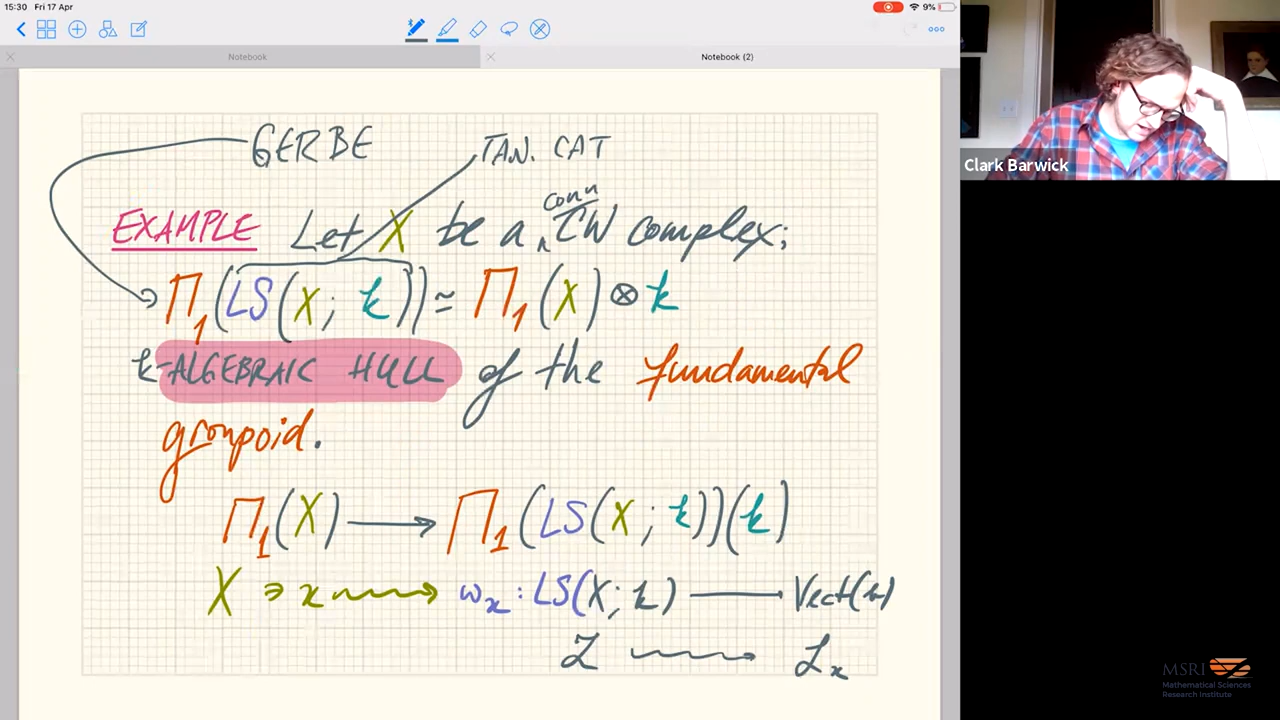 15:30 Fri 17 Apr
9%
Notebook
Notebook (2)
GERBE
TAN. CAT
EXAMPLE Let X be a conn CW complex;
Π₁(LS(X; k)) ≃ Π₁(X) ⊗ k
k-ALGEBRAIC HULL of the fundamental
groupoid.
Π₁(X) → Π₁(LS(X; k))(k)
X ∋ x ⟿ ω_x : LS(X; k) → Vect(k)
ℒ ⟿ ℒ_x
Clark Barwick
MSRI
Mathematical Sciences
Research Institute